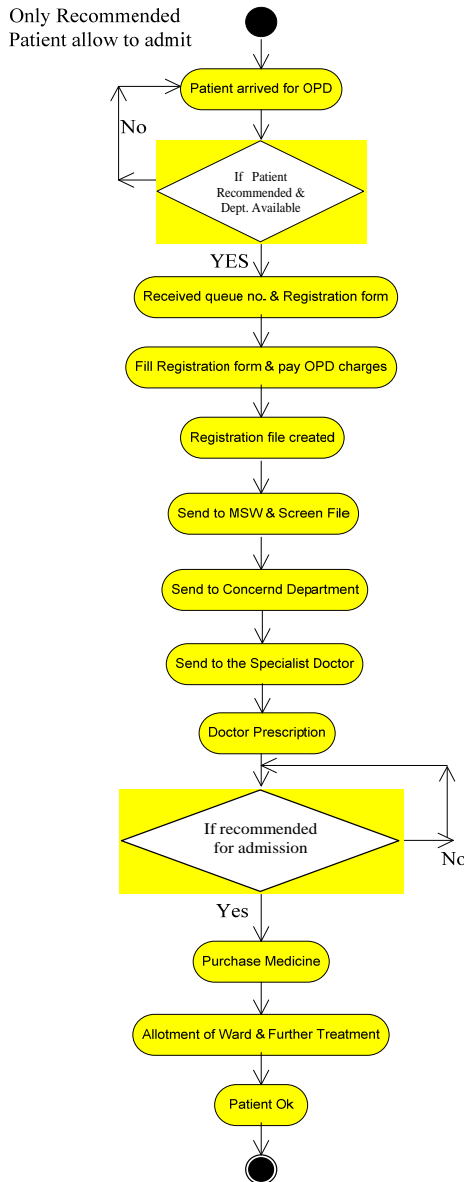 Only Recommended
Patient allow to admit
Patient arrived for OPD
No
If Patient
Recommended &
Dept. Available
YES
Received queue no. & Registration form
Fill Registration form & pay OPD charges
Registration file created
Send to MSW & Screen File
Send to Concernd Department
Send to the Specialist Doctor
Doctor Prescription
If recommended
for admission
No
Yes
Purchase Medicine
Allotment of Ward & Further Treatment
Patient Ok